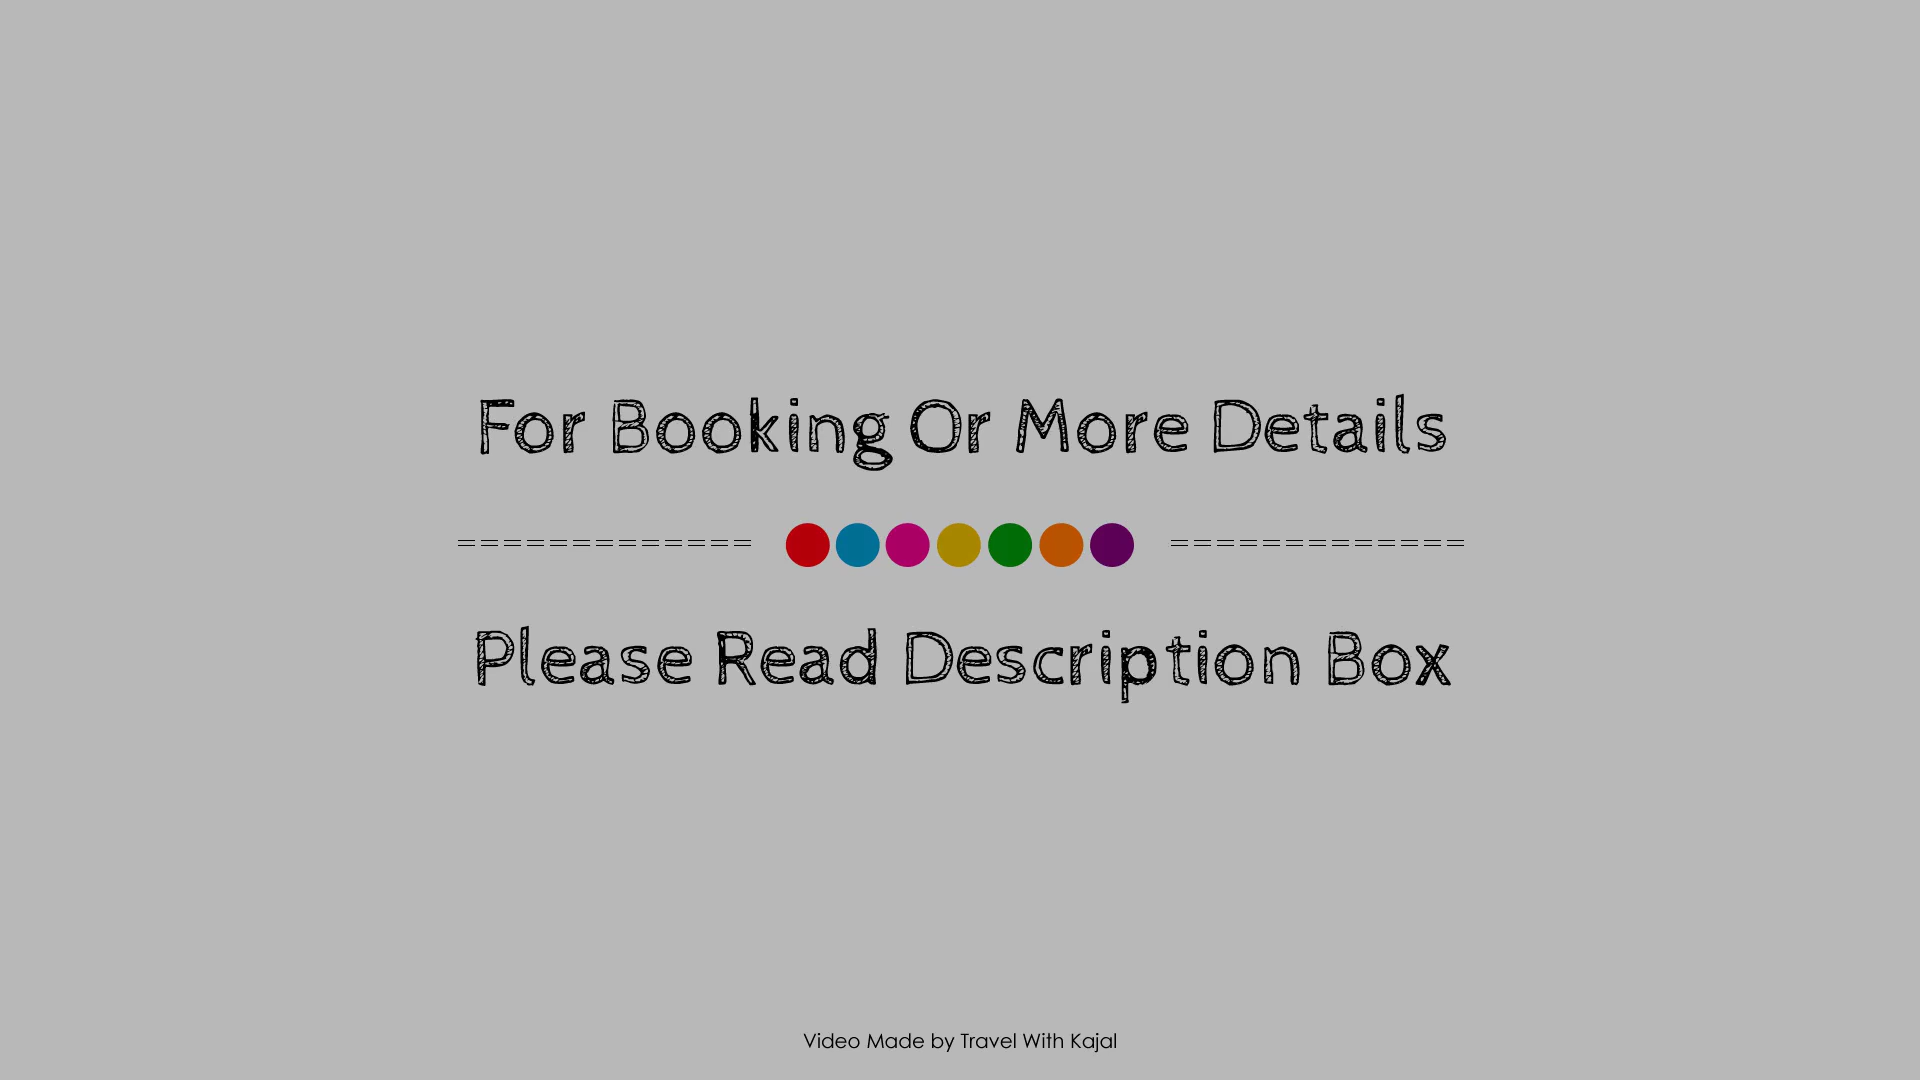 For Booking Or More Details
============= =============
Please Read Description Box
Video Made by Travel With Kajal